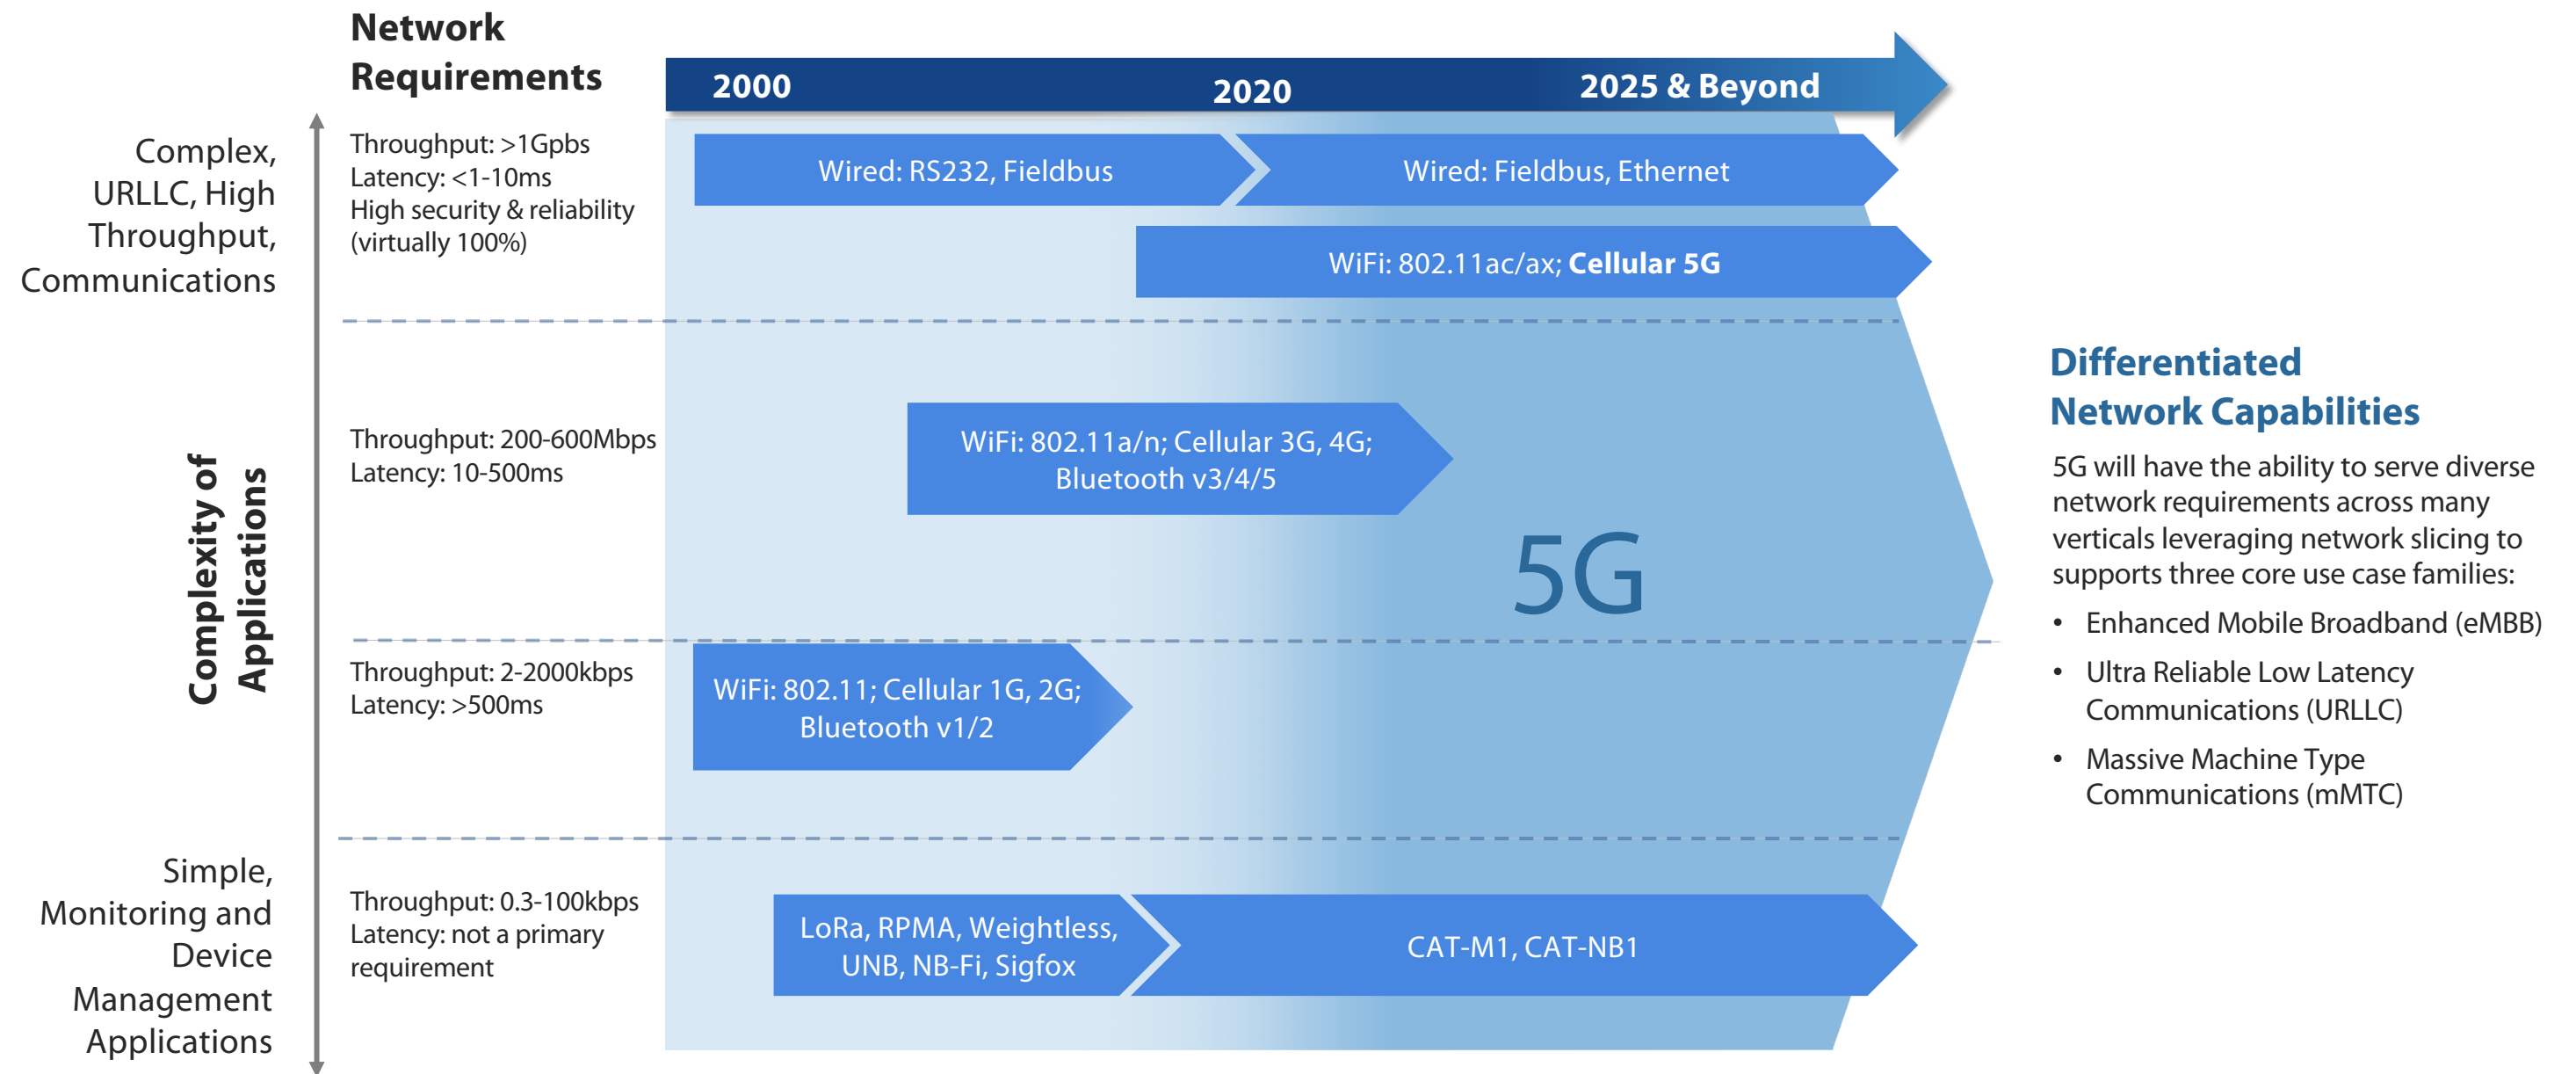 Network
Requirements
2000
2020
2025 & Beyond
Complex,
URLLC, High
Throughput,
Communications
Throughput: >1Gpbs
Latency: <1-10ms
High security & reliability
(virtually 100%)
Wired: RS232, Fieldbus
Wired: Fieldbus, Ethernet
WiFi: 802.11ac/ax; Cellular 5G
Complexity of
Applications
Throughput: 200-600Mbps
Latency: 10-500ms
WiFi: 802.11a/n; Cellular 3G, 4G;
Bluetooth v3/4/5
5G
Throughput: 2-2000kbps
Latency: >500ms
WiFi: 802.11; Cellular 1G, 2G;
Bluetooth v1/2
Simple,
Monitoring and
Device
Management
Applications
Throughput: 0.3-100kbps
Latency: not a primary
requirement
LoRa, RPMA, Weightless,
UNB, NB-Fi, Sigfox
CAT-M1, CAT-NB1
Differentiated
Network Capabilities
5G will have the ability to serve diverse
network requirements across many
verticals leveraging network slicing to
supports three core use case families:
• Enhanced Mobile Broadband (eMBB)
• Ultra Reliable Low Latency
Communications (URLLC)
• Massive Machine Type
Communications (mMTC)